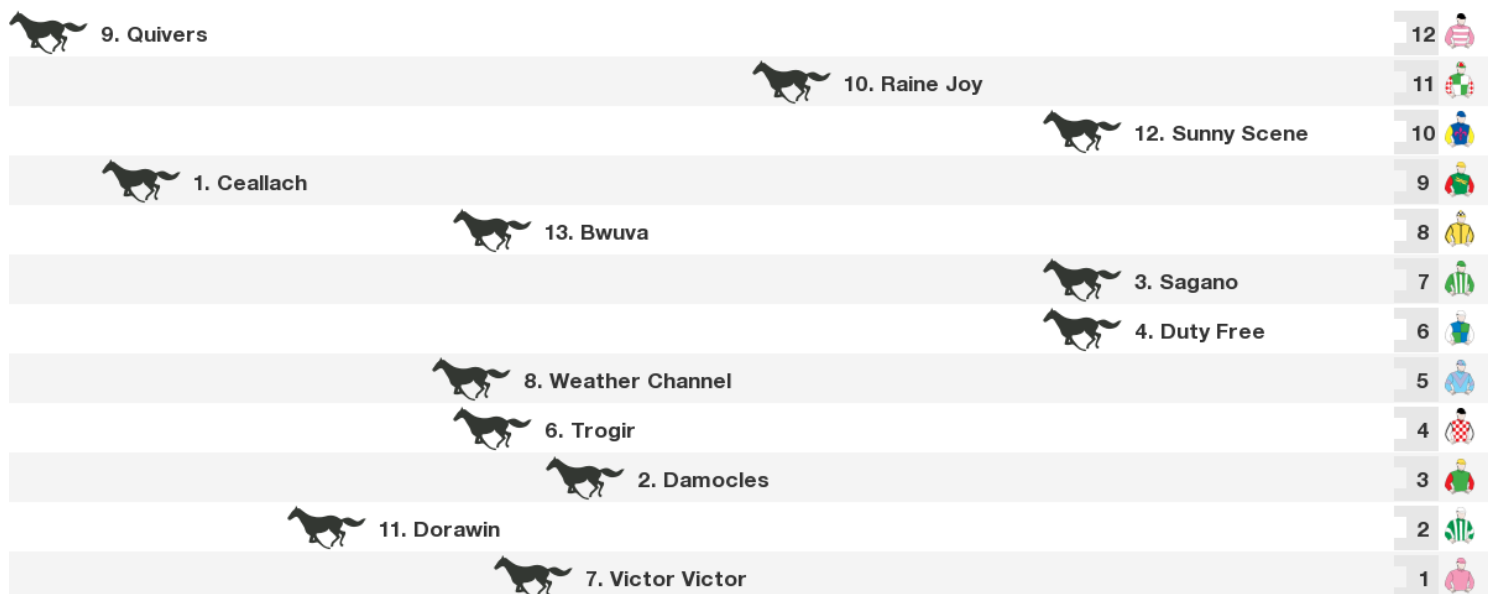 9. Quivers 12
10. Raine Joy 11
12. Sunny Scene 10
1. Ceallach 9
13. Bwuva 8
3. Sagano 7
4. Duty Free 6
8. Weather Channel 5
6. Trogir 4
2. Damocles 3
11. Dorawin 2
7. Victor Victor 1